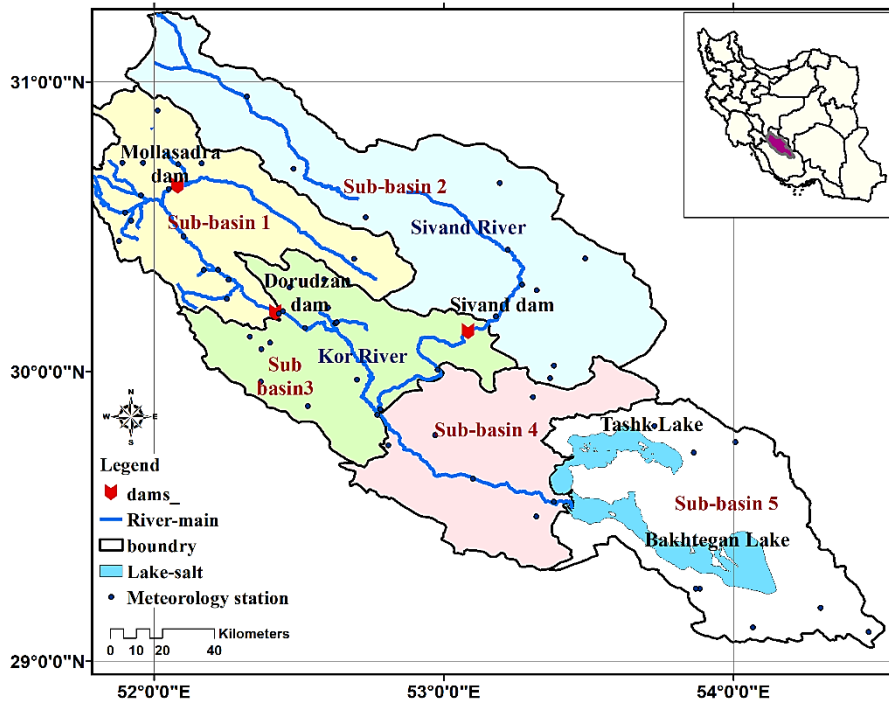 31°0'0"N
30°0'0"N
29°0'0"N
52°0'0"E
53°0'0"E
54°0'0"E
Mollasadra
dam
Sub-basin 1
Sub-basin 2
Sivand River
Dorudzan
dam
Sivand dam
Kor River
Sub
basin3
Sub-basin 4
Tashk Lake
Sub-basin 5
Bakhtegan Lake
N
W E
S
Legend
dams_
River-main
boundry
Lake-salt
Meteorology station
0 5 10 20 30 40
Kilometers